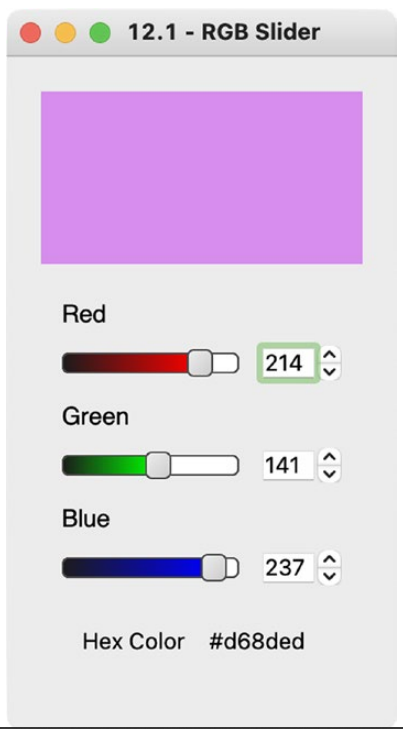 12.1 - RGB Slider
Red
214
Green
141
Blue
237
Hex Color #d68ded